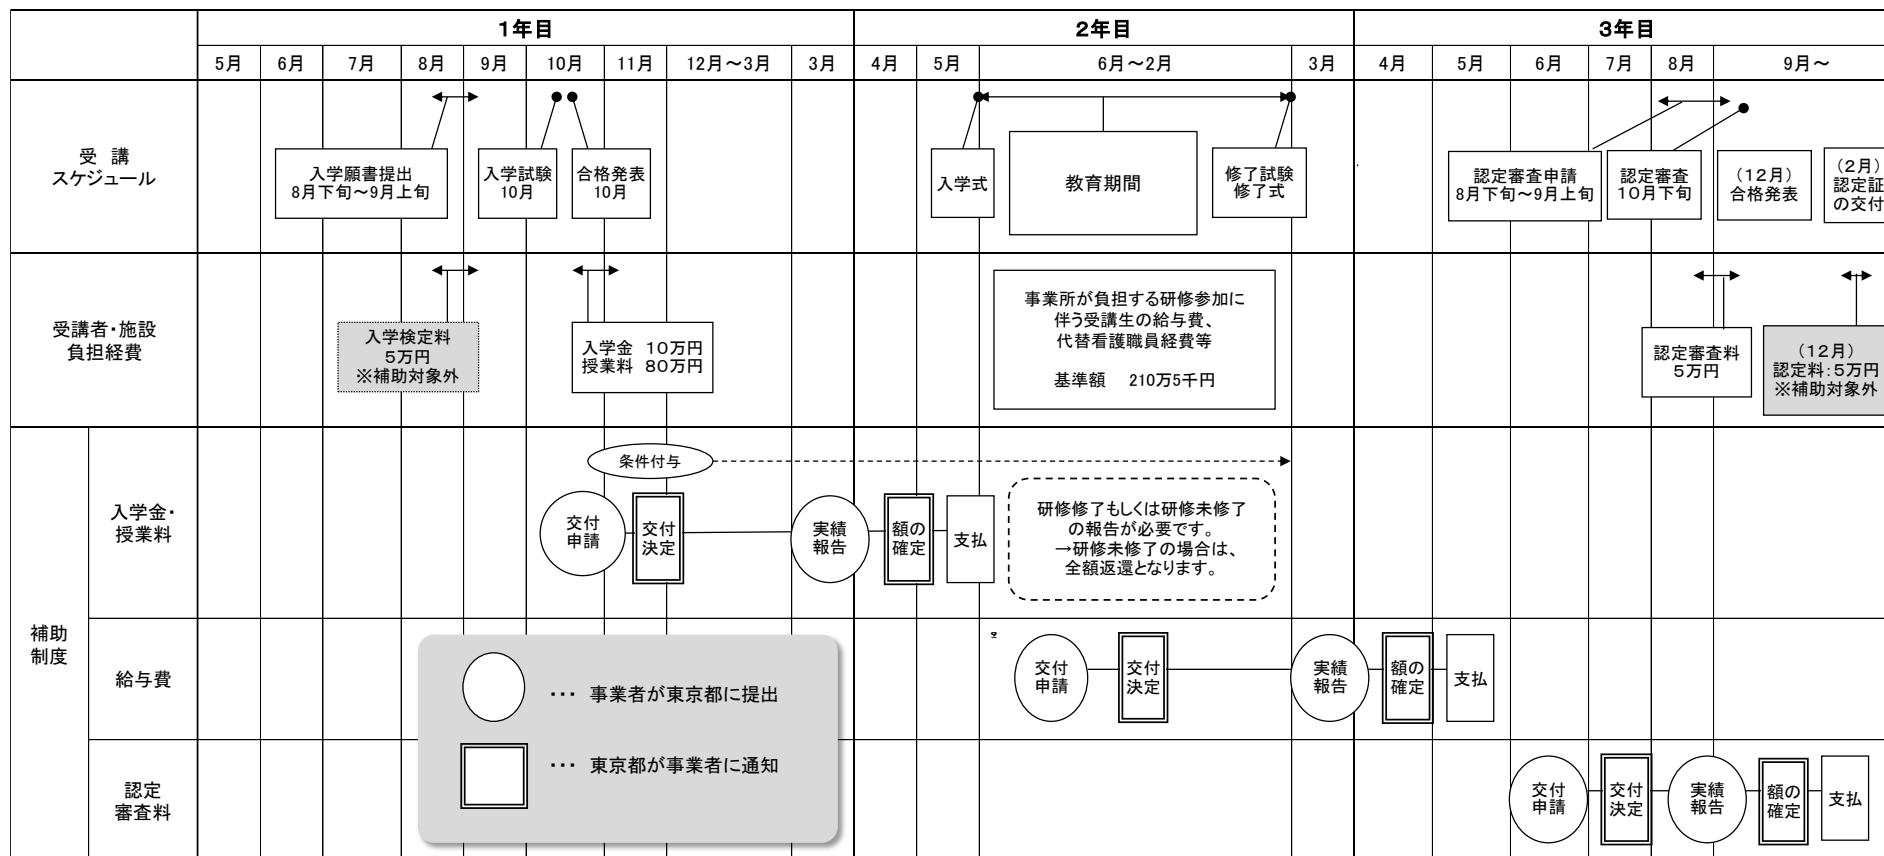 1年目
2年目
3年目
5月
6月
7月
8月
9月
10月
11月
12月～3月
3月
4月
5月
6月～2月
3月
4月
5月
6月
7月
8月
9月～
受 講
スケジュール
入学願書提出
8月下旬～9月上旬
入学試験
10月
合格発表
10月
入学式
教育期間
修了試験
修了式
認定審査申請
8月下旬～9月上旬
認定審査
10月下旬
（12月）
合格発表
（2月）
認定証
の交付
受講者・施設
負担経費
入学検定料
5万円
※補助対象外
入学金 10万円
授業料 80万円
事業所が負担する研修参加に
伴う受講生の給与費、
代替看護職員経費等
基準額 210万5千円
認定審査料
5万円
（12月）
認定料：5万円
※補助対象外
補助
制度
入学金・
授業料
条件付与
交付
申請
交付
決定
実績
報告
額の
確定
支払
研修修了もしくは研修未修了
の報告が必要です。
→研修未修了の場合は、
全額返還となります。
給与費
交付
申請
交付
決定
実績
報告
額の
確定
支払
・・・ 事業者が東京都に提出
・・・ 東京都が事業者に通知
認定
審査料
交付
申請
交付
決定
実績
報告
額の
確定
支払